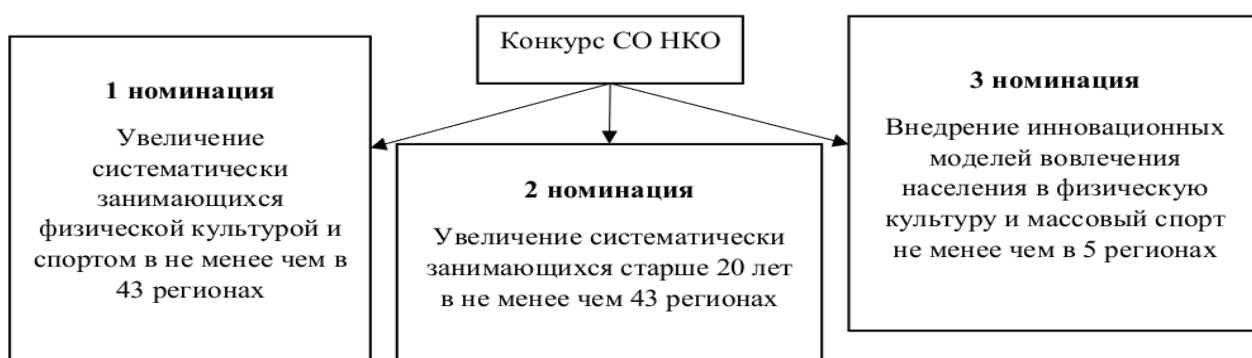 Конкурс СО НКО
1 номинация
Увеличение
систематически
занимающихся
физической культурой и
спортом в не менее чем в
43 регионах
2 номинация
Увеличение систематически
занимающихся старше 20 лет
в не менее чем 43 регионах
3 номинация
Внедрение инновационных
моделей вовлечения
населения в физическую
культуру и массовый спорт
не менее чем в 5 регионах